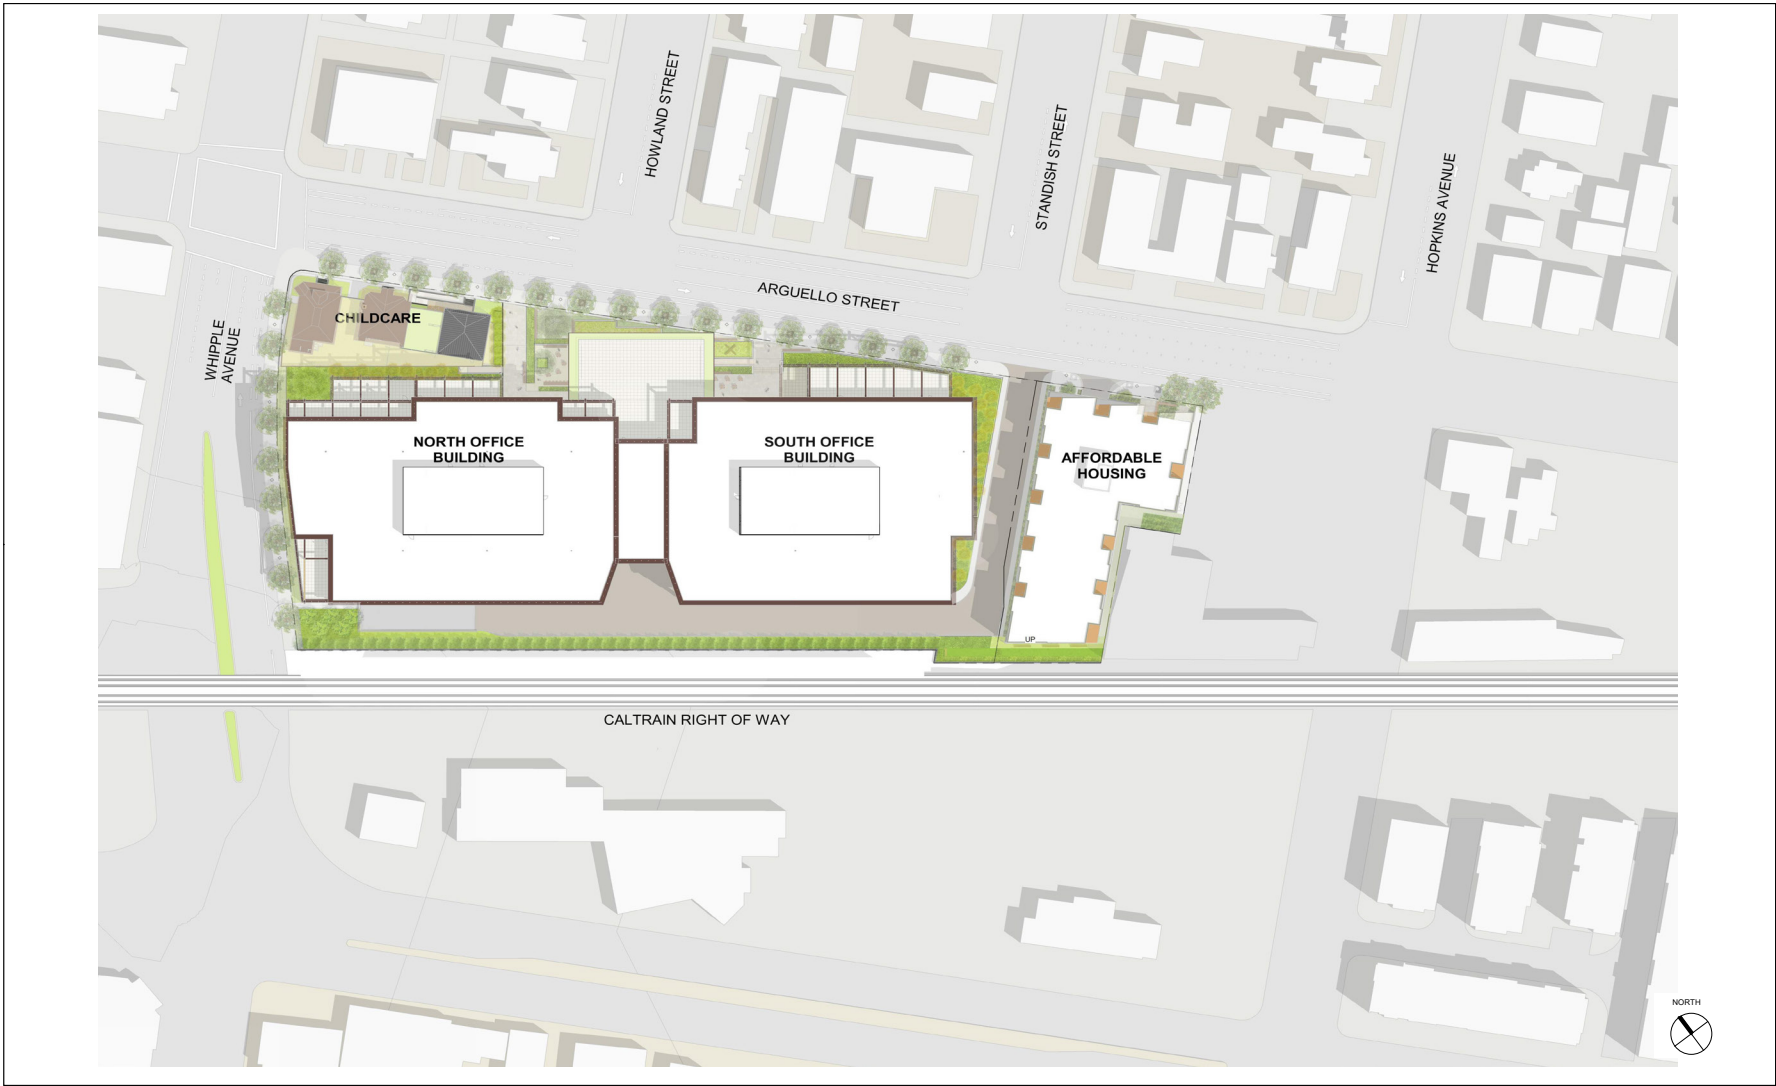 HOWLAND STREET
STANDISH STREET
HOPKINS AVENUE
ARGUELLO STREET
WHIPPLE
AVENUE
CHILDCARE
NORTH OFFICE
BUILDING
SOUTH OFFICE
BUILDING
AFFORDABLE
HOUSING
UP
CALTRAIN RIGHT OF WAY
NORTH